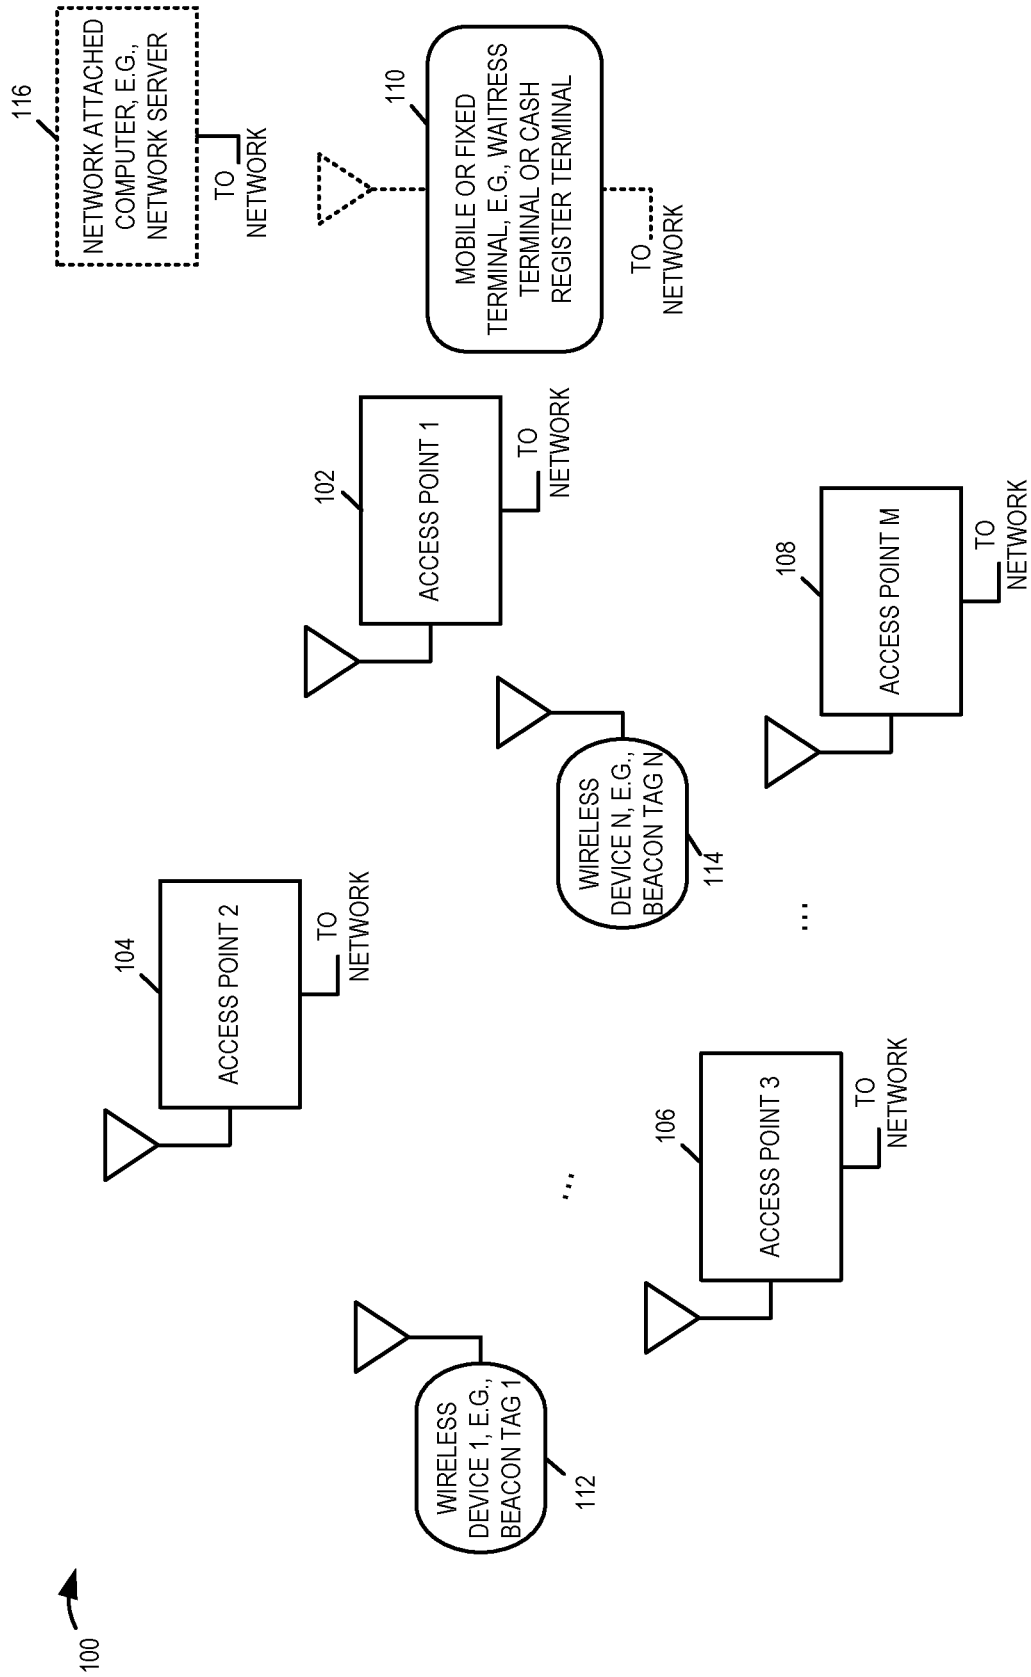 100
112
WIRELESS
DEVICE 1, E.G.,
BEACON TAG 1
104
ACCESS POINT 2
TO
NETWORK
...
106
ACCESS POINT 3
TO
NETWORK
WIRELESS
DEVICE N, E.G.,
BEACON TAG N
114
...
102
ACCESS POINT 1
TO
NETWORK
108
ACCESS POINT M
TO
NETWORK
116
NETWORK ATTACHED
COMPUTER, E.G.,
NETWORK SERVER
TO
NETWORK
110
MOBILE OR FIXED
TERMINAL, E.G., WAITRESS
TERMINAL OR CASH
REGISTER TERMINAL
TO
NETWORK